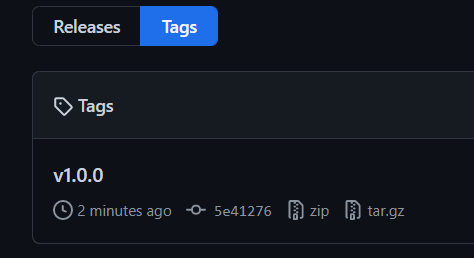 Releases Tags
Tags
v1.0.0
2 minutes ago 5e41276 zip tar.gz